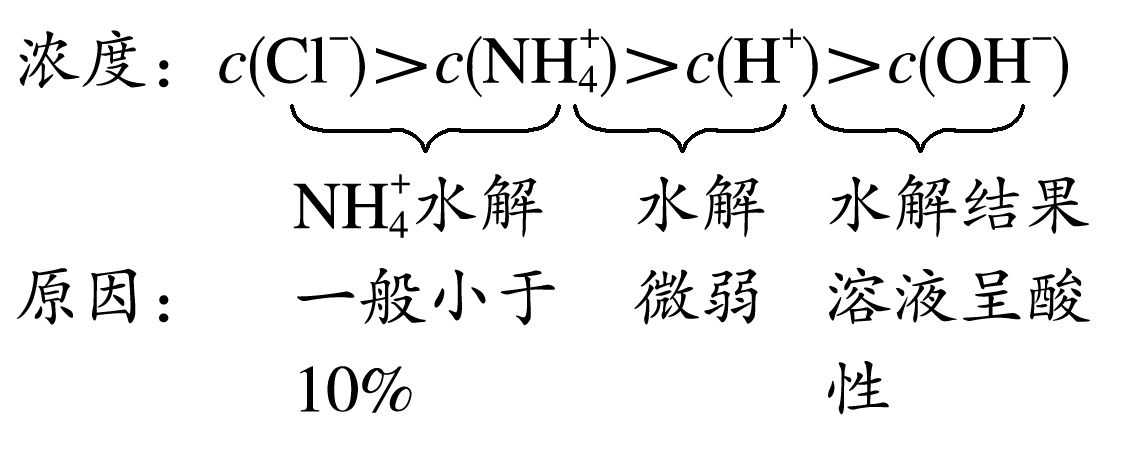 浓度：c(Cl⁻)>c(NH₄⁺)>c(H⁺)>c(OH⁻)
NH₄⁺水解 水解 水解结果
原因： 一般小于 微弱 溶液呈酸
10% 性